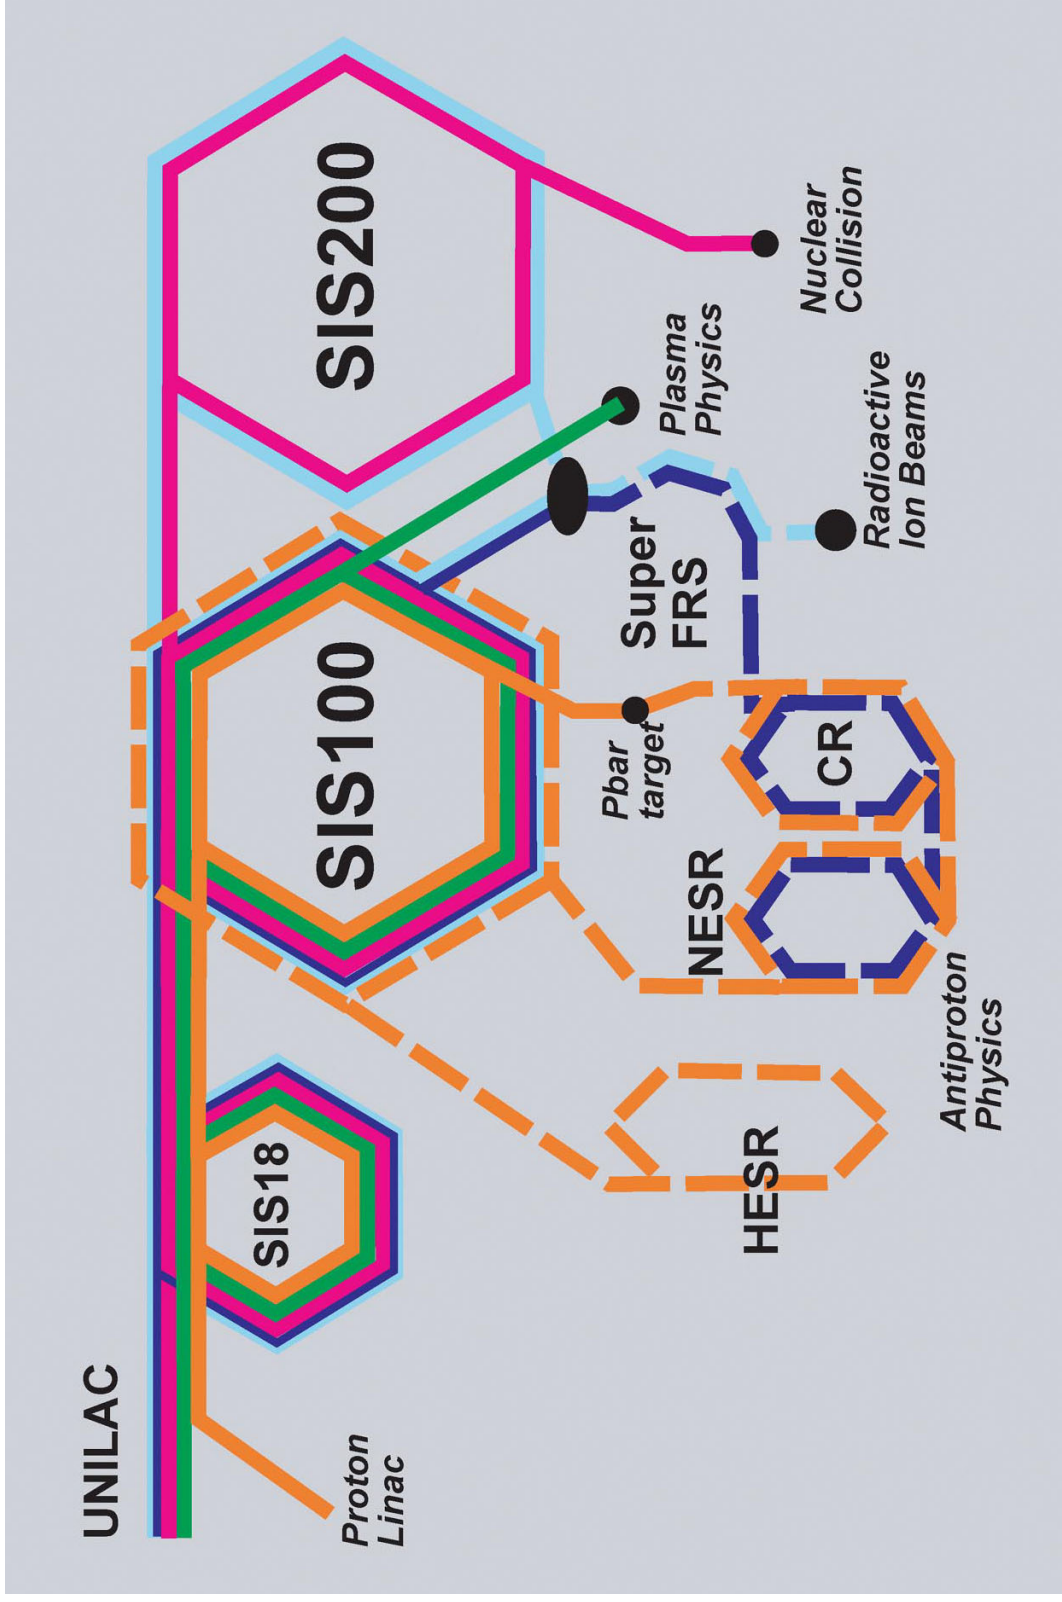 UNILAC
Proton
Linac
SIS18
SIS100
SIS200
HESR
NESR
CR
Pbar
target
Super
FRS
Plasma
Physics
Nuclear
Collision
Radioactive
Ion Beams
Antiproton
Physics